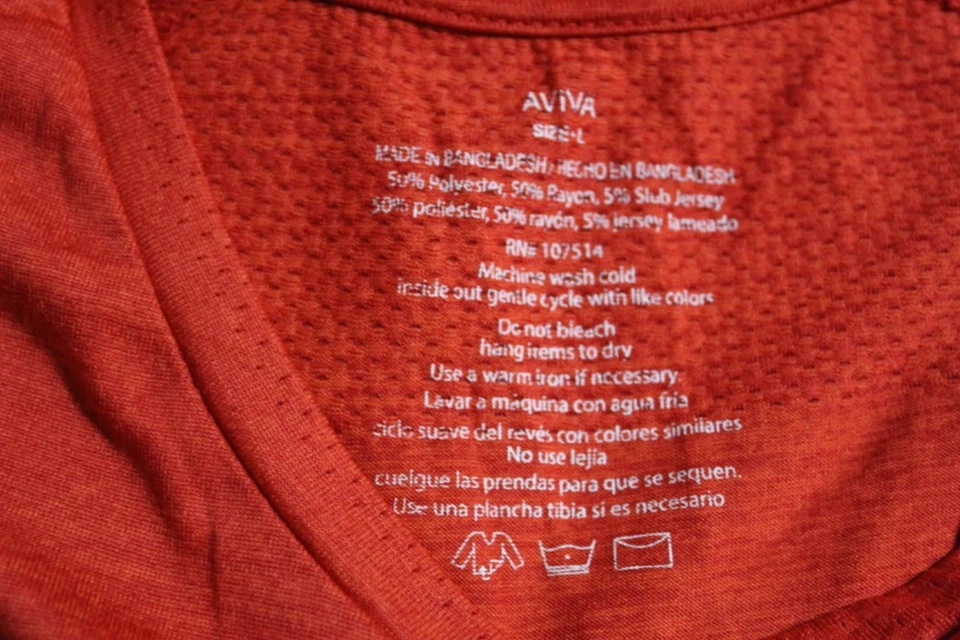 AVIVA
SIZE-L
MADE IN BANGLADESH / HECHO EN BANGLADESH
50% Polyester, 50% Rayon, 5% Slub Jersey
50% poliéster, 50% rayón, 5% jersey lameado
RN# 107514
Machine wash cold
inside out gentle cycle with like colors
Do not bleach
hang items to dry
Use a warm iron if necessary.
Lavar a máquina con agua fría
ciclo suave del revés con colores similares
No use lejía
cuelgue las prendas para que se sequen.
Use una plancha tibia si es necesario